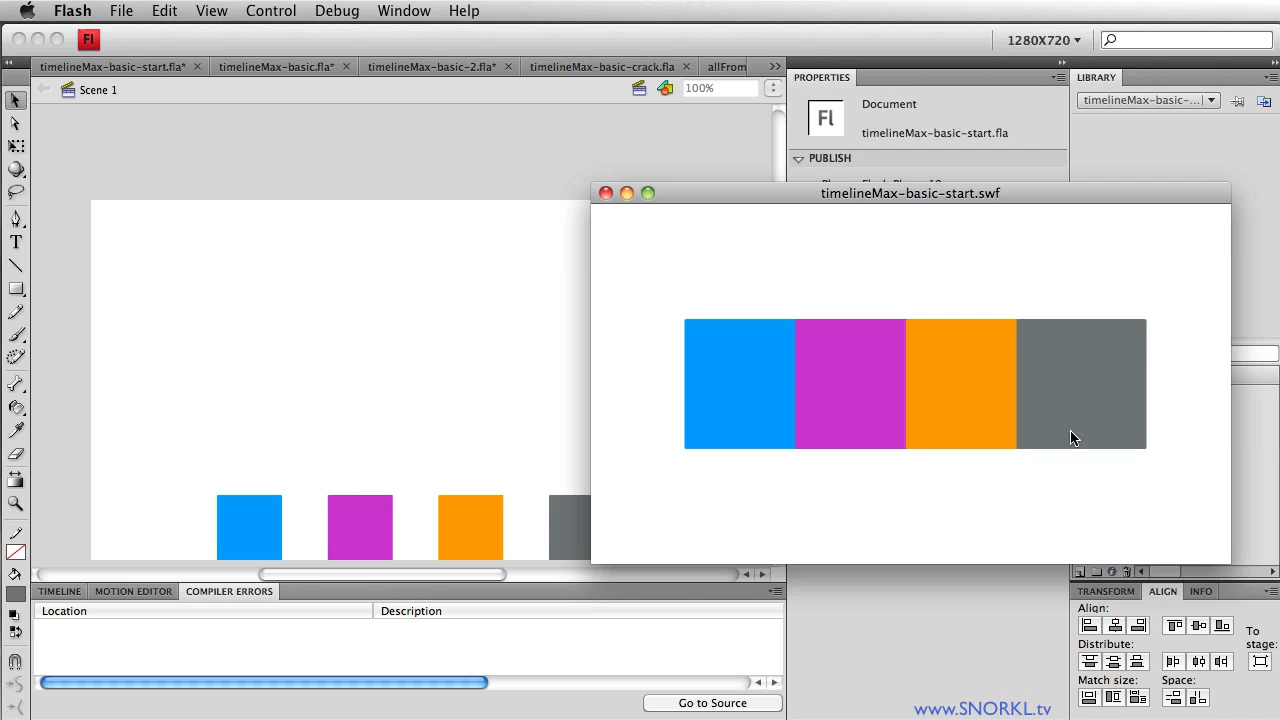 Flash File Edit View Control Debug Window Help
Fl 1280X720
timelineMax-basic-start.fla* timelineMax-basic.fla* timelineMax-basic-2.fla* timelineMax-basic-crack.fla allFrom
PROPERTIES LIBRARY
Scene 1 100%
Fl Document timelineMax-basic-...
timelineMax-basic-start.fla
PUBLISH
timelineMax-basic-start.swf
TIMELINE MOTION EDITOR COMPILER ERRORS
TRANSFORM ALIGN INFO
Location Description
Align:
To
stage:
Distribute:
Match size: Space:
Go to Source
www.SNORKL.tv
T